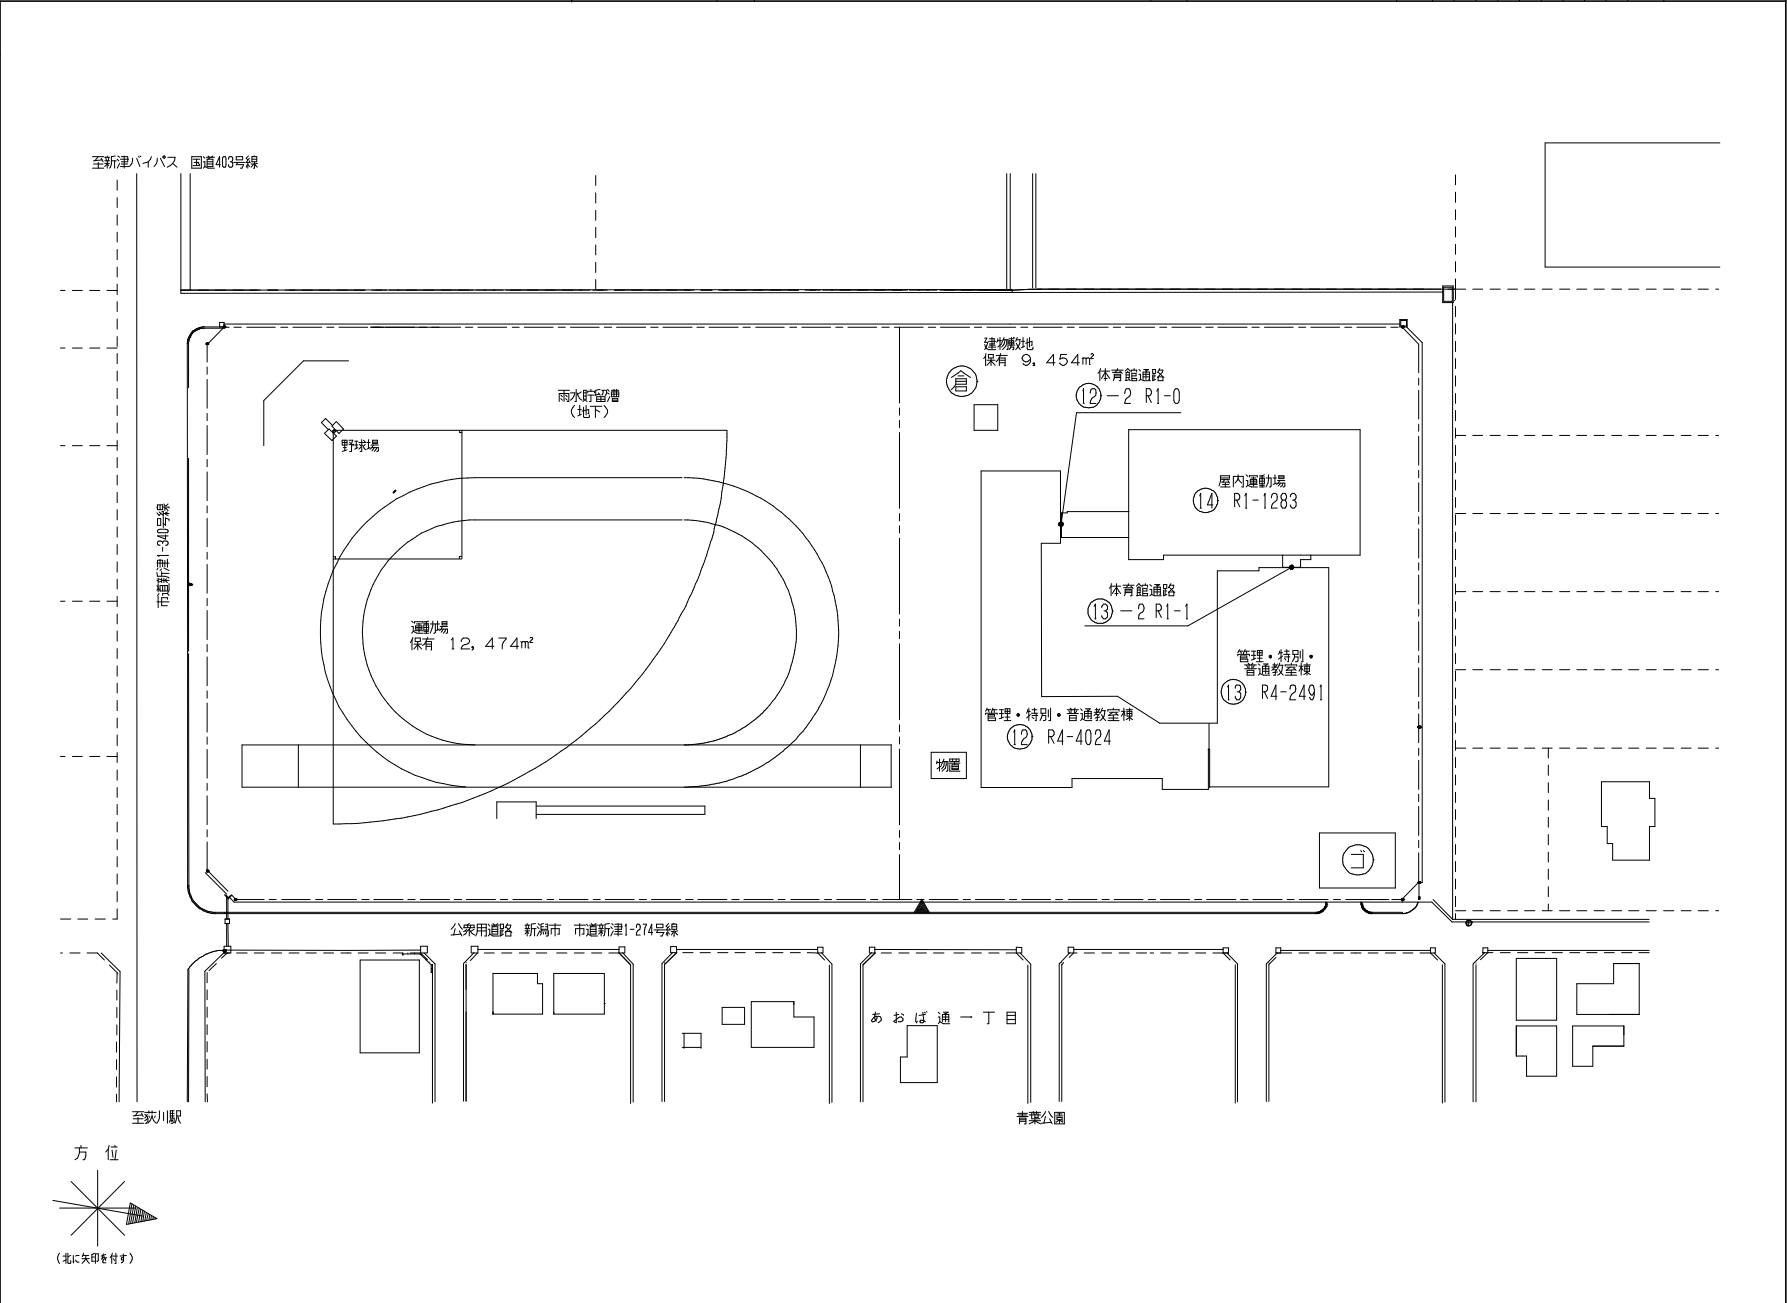 至新津バイパス　国道403号線
建物敷地
保有　9，454㎡
倉
体育館通路
⑫－2 R1-0
雨水貯留漕
（地下）
野球場
屋内運動場
⑭ R1-1283
市道新津1-340号線
体育館通路
⑬－2 R1-1
運動場
保有　12，474㎡
管理・特別・
普通教室棟
⑬ R4-2491
管理・特別・普通教室棟
⑫ R4-4024
物置
ゴ
公衆用道路　新潟市　市道新津1-274号線
あおば通一丁目
至荻川駅
青葉公園
方　位
（北に矢印を付す）